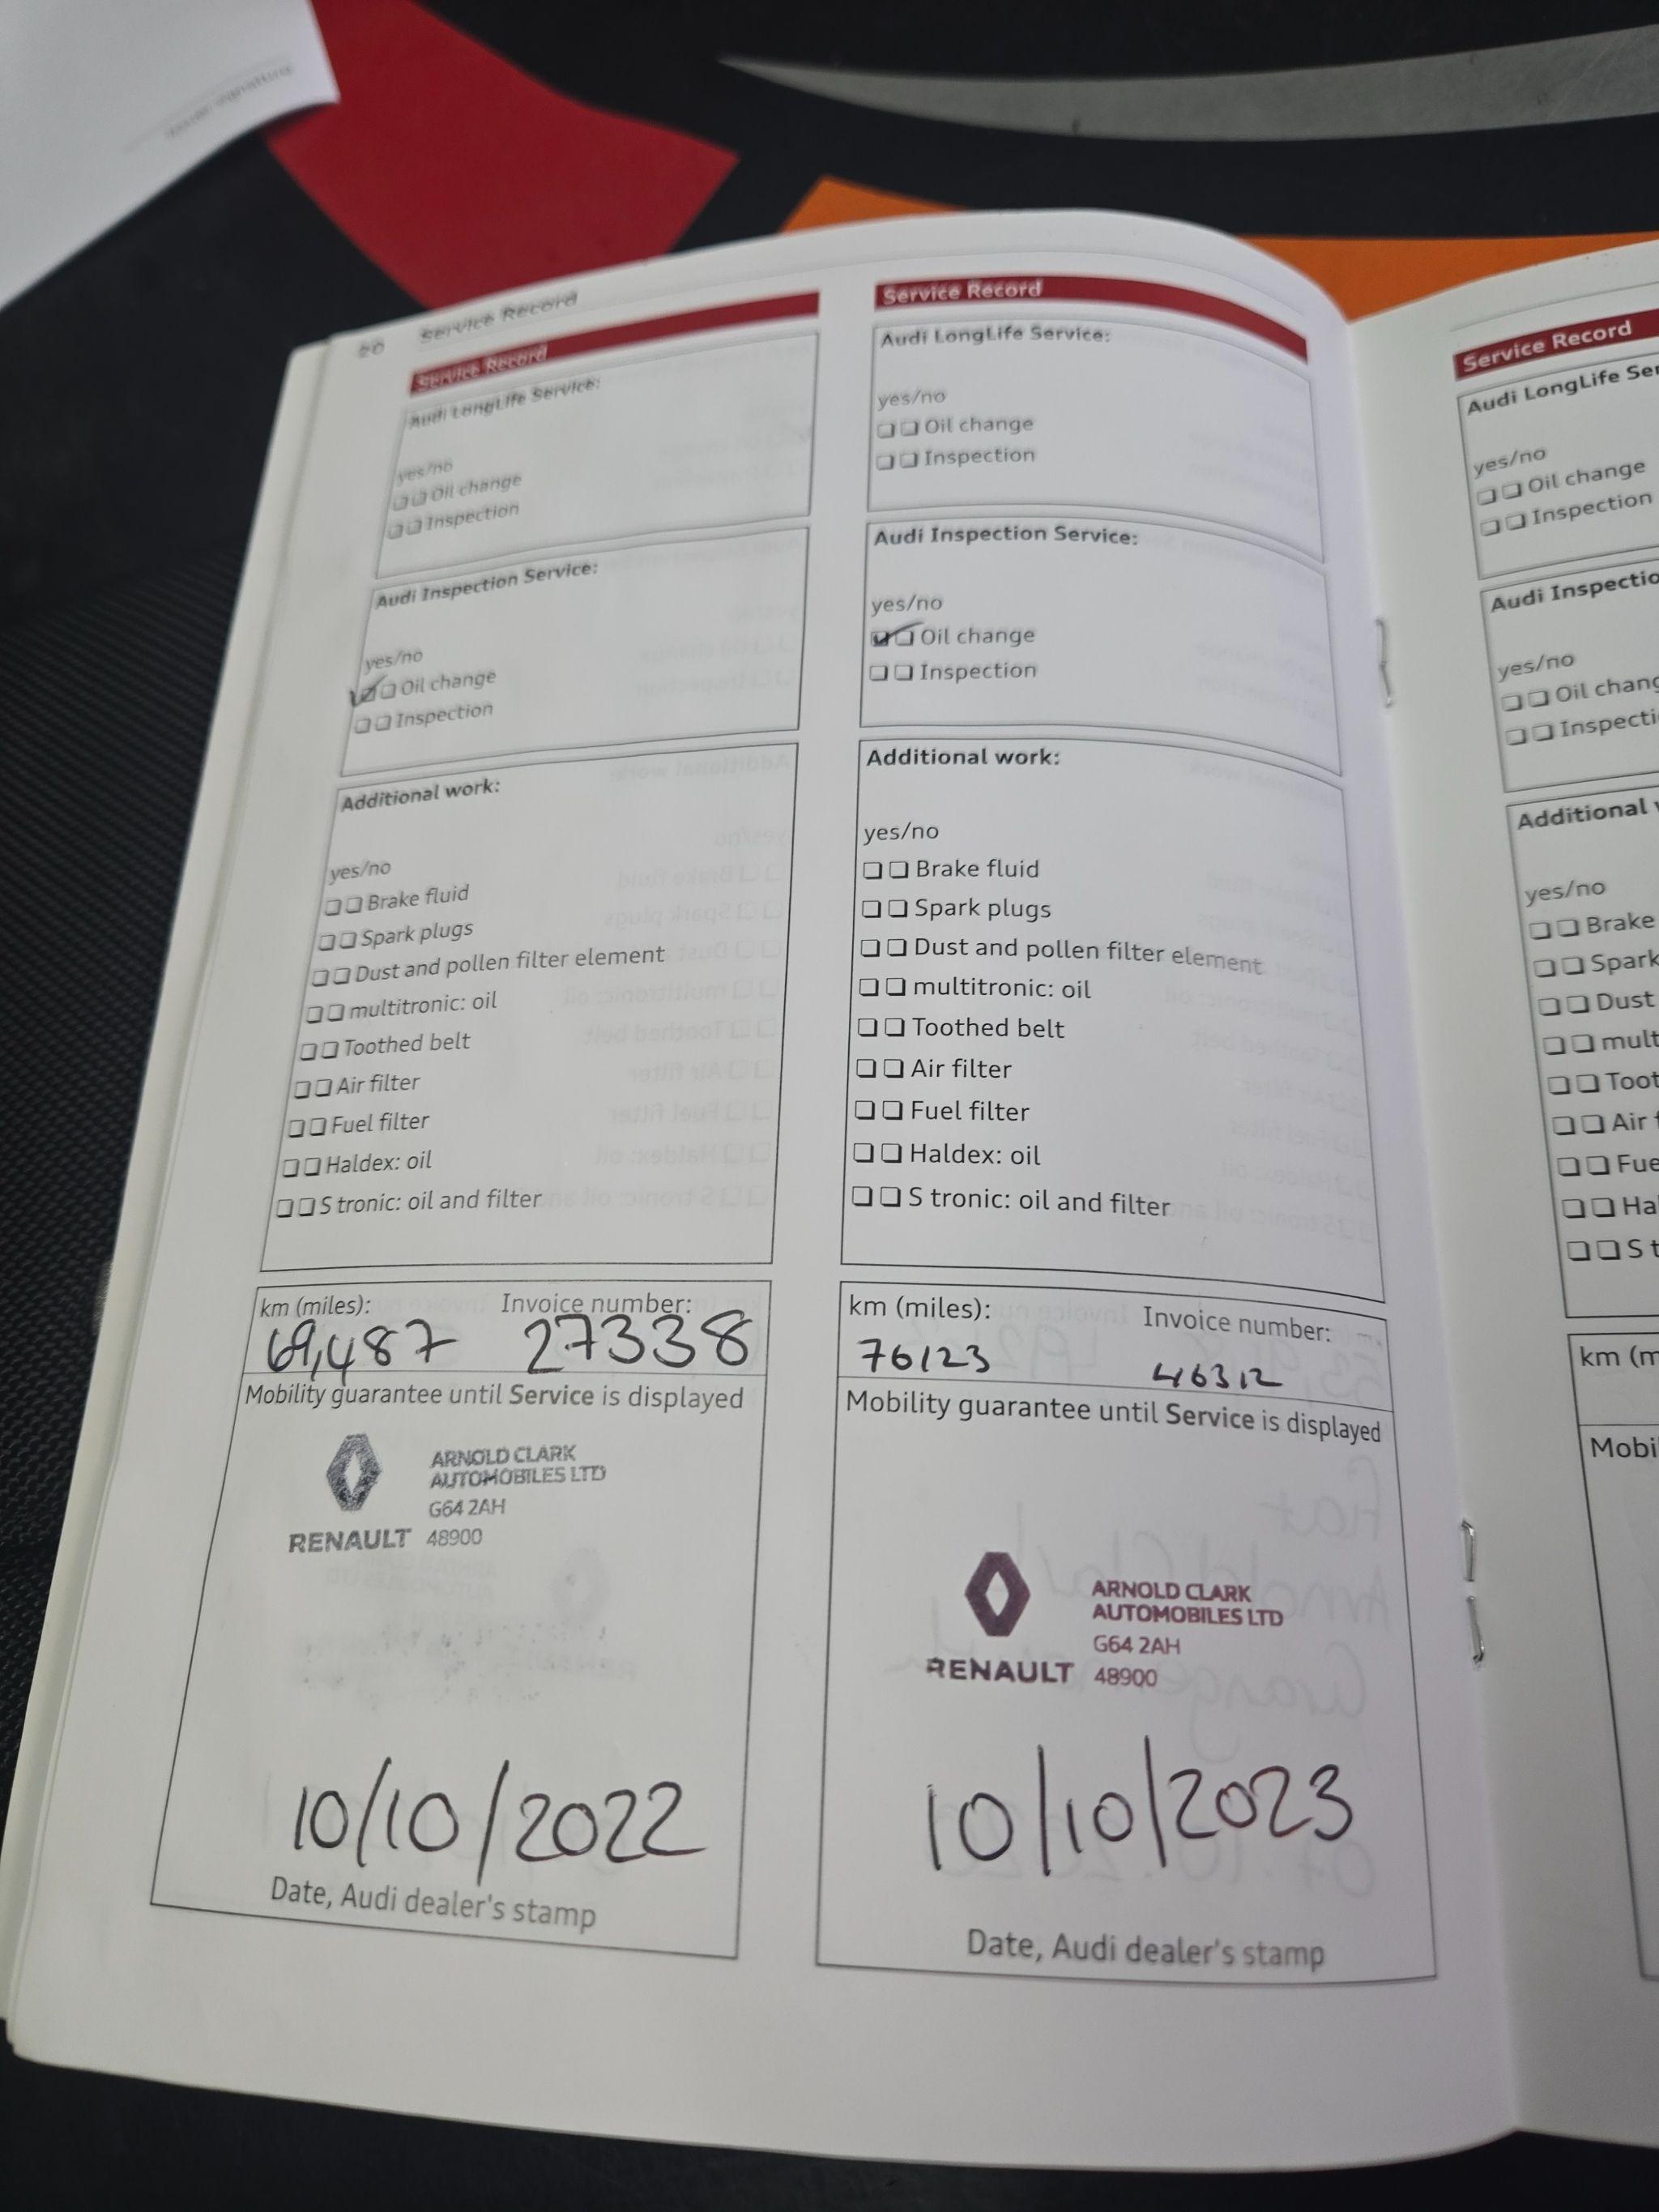 20 Service Record
Service Record
Audi LongLife Service:
yes/no
Oil change
Inspection
Audi Inspection Service:
yes/no
Oil change
Inspection
Additional work:
yes/no
Brake fluid
Spark plugs
Dust and pollen filter element
multitronic: oil
Toothed belt
Air filter
Fuel filter
Haldex: oil
S tronic: oil and filter
km (miles): Invoice number:
69,487 27338
Mobility guarantee until Service is displayed
ARNOLD CLARK
AUTOMOBILES LTD
G64 2AH
RENAULT 48900
10/10/2022
Date, Audi dealer's stamp
Service Record
Audi LongLife Service:
yes/no
Oil change
Inspection
Audi Inspection Service:
yes/no
Oil change
Inspection
Additional work:
yes/no
Brake fluid
Spark plugs
Dust and pollen filter element
multitronic: oil
Toothed belt
Air filter
Fuel filter
Haldex: oil
S tronic: oil and filter
km (miles): Invoice number:
76123 46312
Mobility guarantee until Service is displayed
ARNOLD CLARK
AUTOMOBILES LTD
G64 2AH
RENAULT 48900
10/10/2023
Date, Audi dealer's stamp
Service Record
Audi LongLife Ser
yes/no
Oil change
Inspection
Audi Inspectio
yes/no
Oil chang
Inspecti
Additional
yes/no
Brake
Spark
Dust
mult
Toot
Air f
Fue
Ha
S t
km (m
Mobi